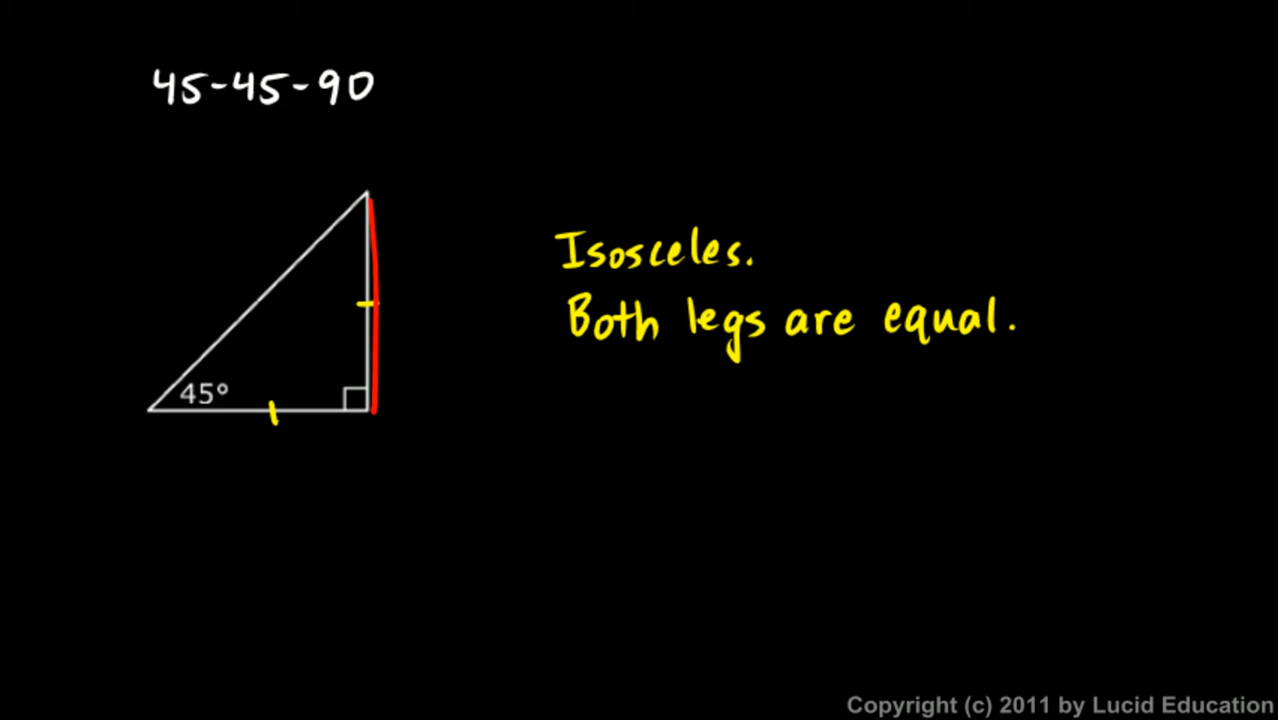 45-45-90
Isosceles.
Both legs are equal.
45°
Copyright (c) 2011 by Lucid Education